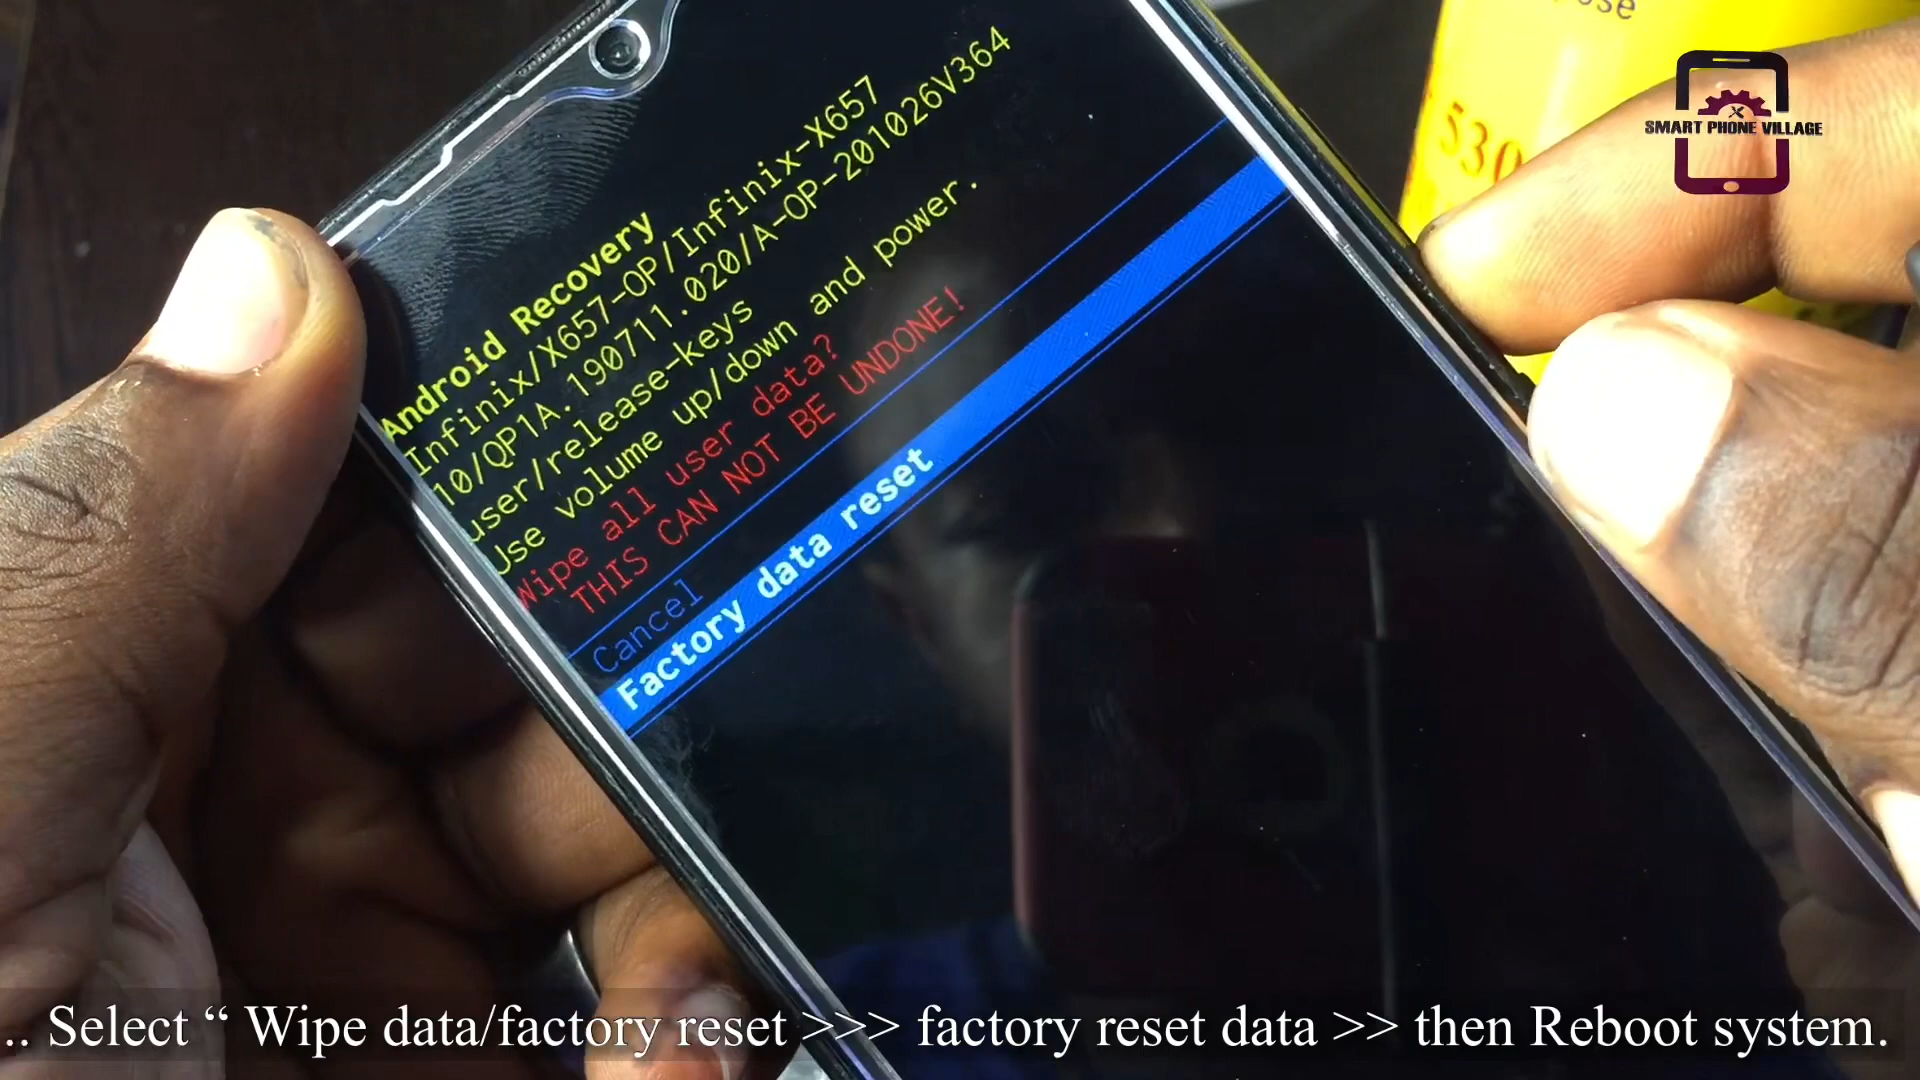 Android Recovery
Infinix/X657-OP/Infinix-X657
10/QP1A.190711.020/A-OP-201026V364
user/release-keys
Use volume up/down and power.
Wipe all user data?
THIS CAN NOT BE UNDONE!
Cancel
Factory data reset
530
SMART PHONE VILLAGE
.. Select “ Wipe data/factory reset >>> factory reset data >> then Reboot system.